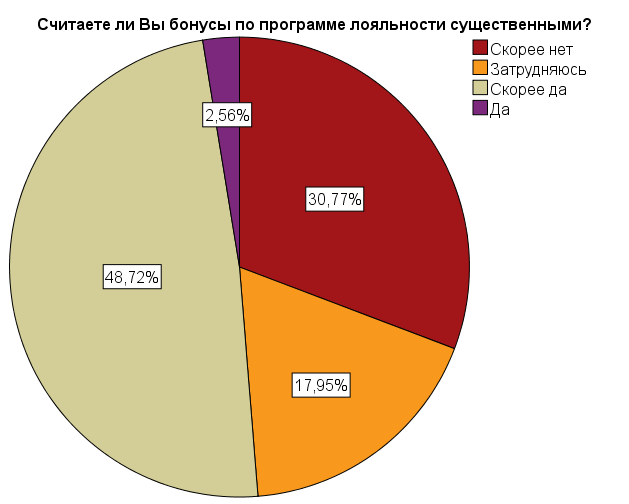 Считаете ли Вы бонусы по программе лояльности существенными?
Скорее нет
Затрудняюсь
Скорее да
Да
2,56%
30,77%
48,72%
17,95%